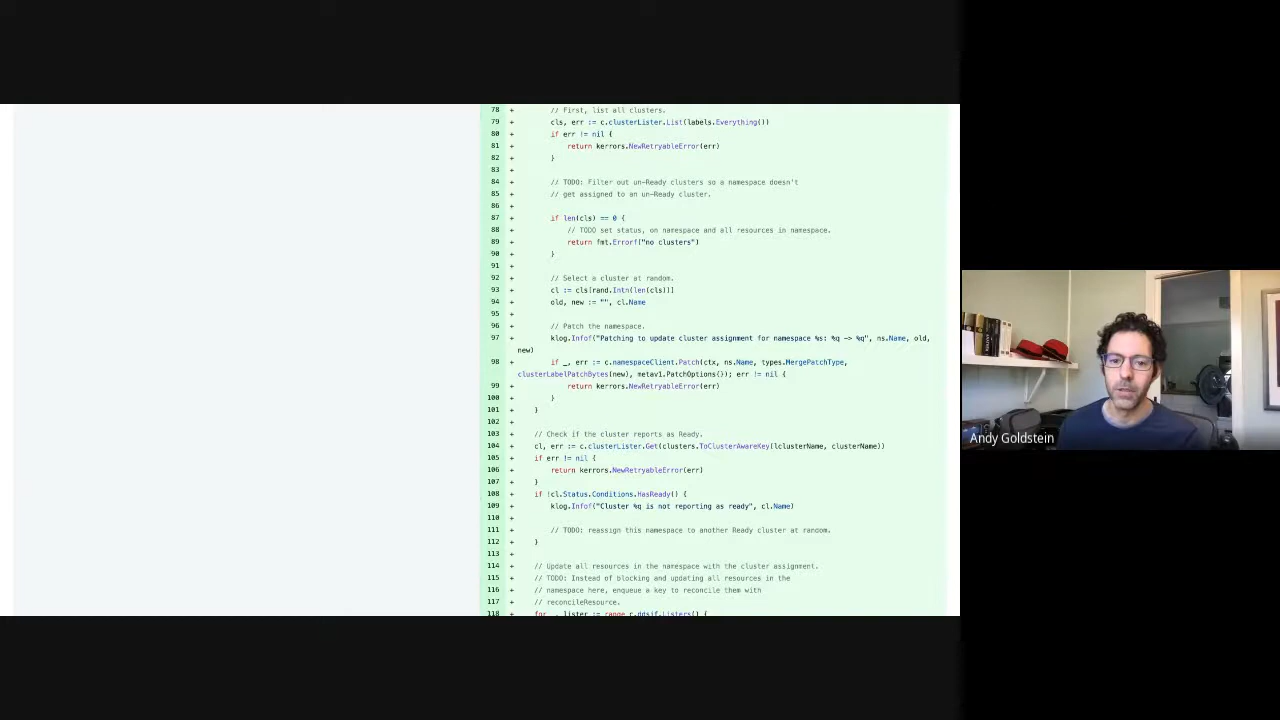 78 + // First, list all clusters.
79 + cls, err := c.clusterLister.List(labels.Everything())
80 + if err != nil {
81 + return kerrors.NewRetryableError(err)
82 + }
83 +
84 + // TODO: Filter out un-Ready clusters so a namespace doesn't
85 + // get assigned to an un-Ready cluster.
86 +
87 + if len(cls) == 0 {
88 + // TODO set status, on namespace and all resources in namespace.
89 + return fmt.Errorf("no clusters")
90 + }
91 +
92 + // Select a cluster at random.
93 + cl := cls[rand.Intn(len(cls))]
94 + old, new := "", cl.Name
95 +
96 + // Patch the namespace.
97 + klog.Infof("Patching to update cluster assignment for namespace %s: %q -> %q", ns.Name, old,
new)
98 + if _, err := c.namespaceClient.Patch(ctx, ns.Name, types.MergePatchType,
clusterLabelPatchBytes(new), metav1.PatchOptions{}); err != nil {
99 + return kerrors.NewRetryableError(err)
100 + }
101 + }
102 +
103 + // Check if the cluster reports as Ready.
104 + cl, err := c.clusterLister.Get(clusters.ToClusterAwareKey(lclusterName, clusterName))
105 + if err != nil {
106 + return kerrors.NewRetryableError(err)
107 + }
108 + if !cl.Status.Conditions.HasReady() {
109 + klog.Infof("Cluster %q is not reporting as ready", cl.Name)
110 +
111 + // TODO: reassign this namespace to another Ready cluster at random.
112 + }
113 +
114 + // Update all resources in the namespace with the cluster assignment.
115 + // TODO: Instead of blocking and updating all resources in the
116 + // namespace here, enqueue a key to reconcile them with
117 + // reconcileResource.
118 + for _, lister := range c.ddsif.Listers() {
Andy Goldstein